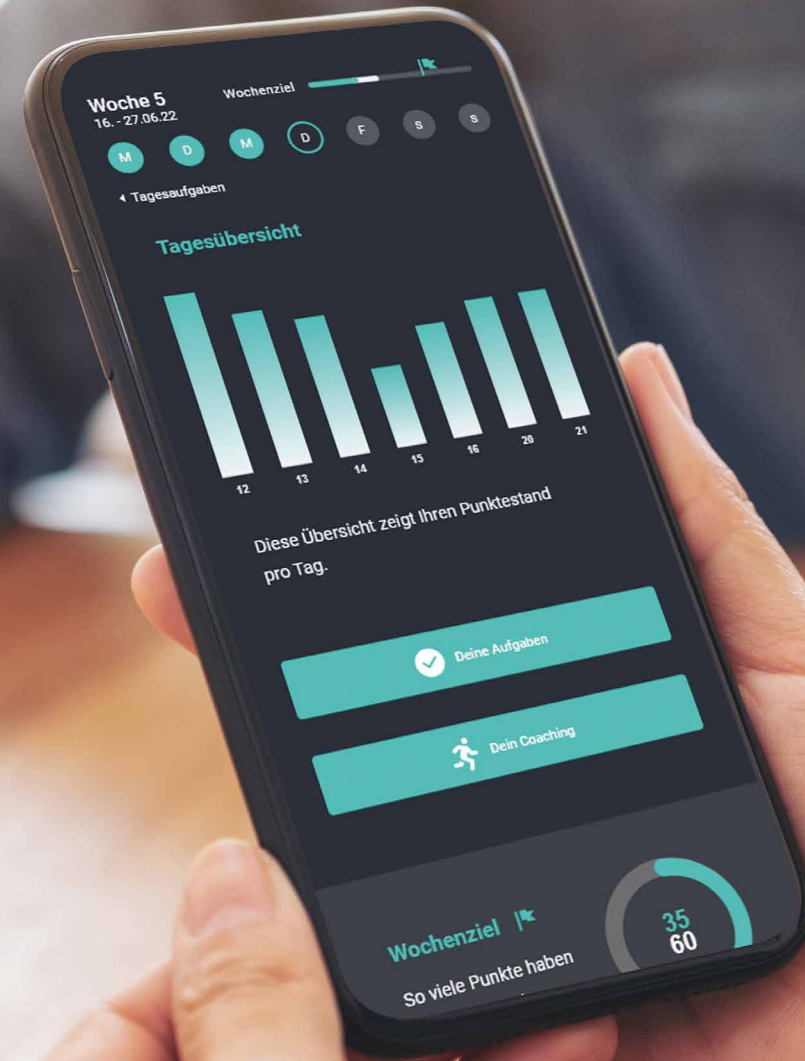 Woche 5
16. - 27.06.22
Wochenziel
M D M D F S S
Tagesaufgaben
Tagesübersicht
12 13 14 15 16 20 21
Diese Übersicht zeigt Ihren Punktestand
pro Tag.
Deine Aufgaben
Dein Coaching
Wochenziel
So viele Punkte haben
35
60